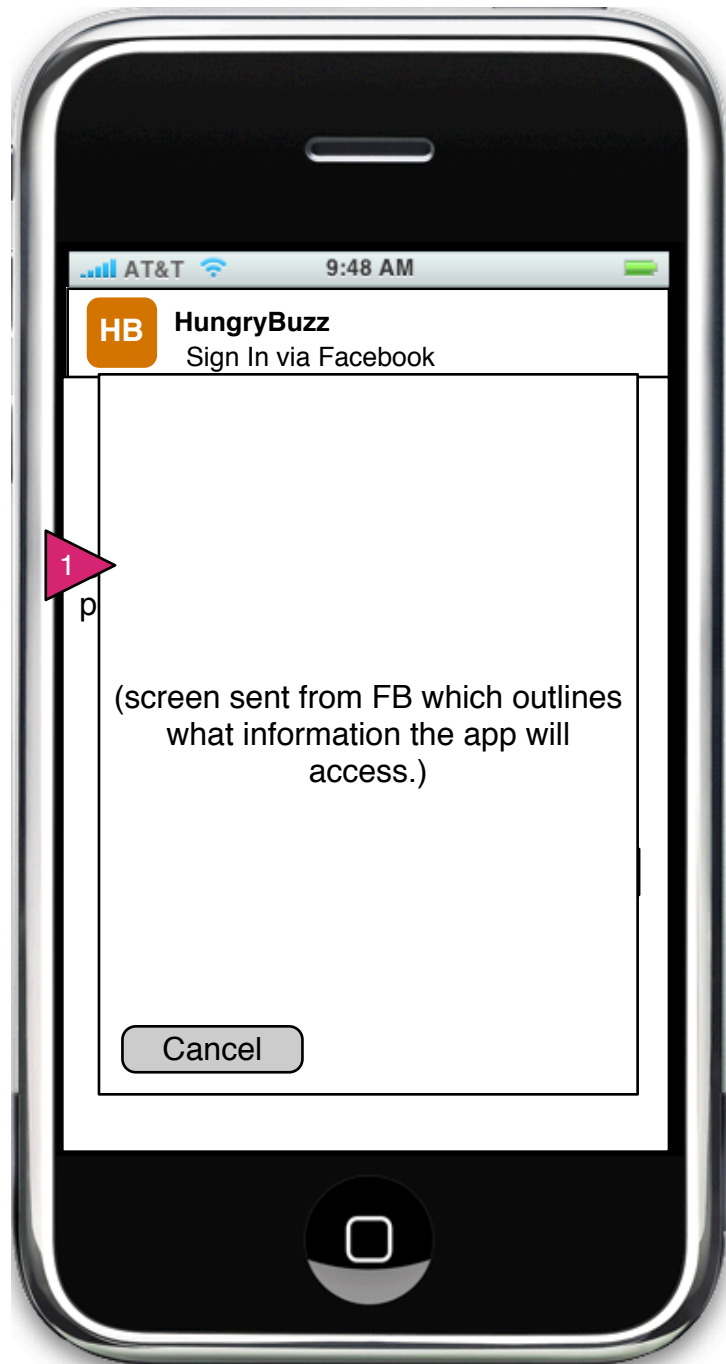 AT&T 9:48 AM
HB
HungryBuzz
Sign In via Facebook
1
p
(screen sent from FB which outlines
what information the app will
access.)
Cancel